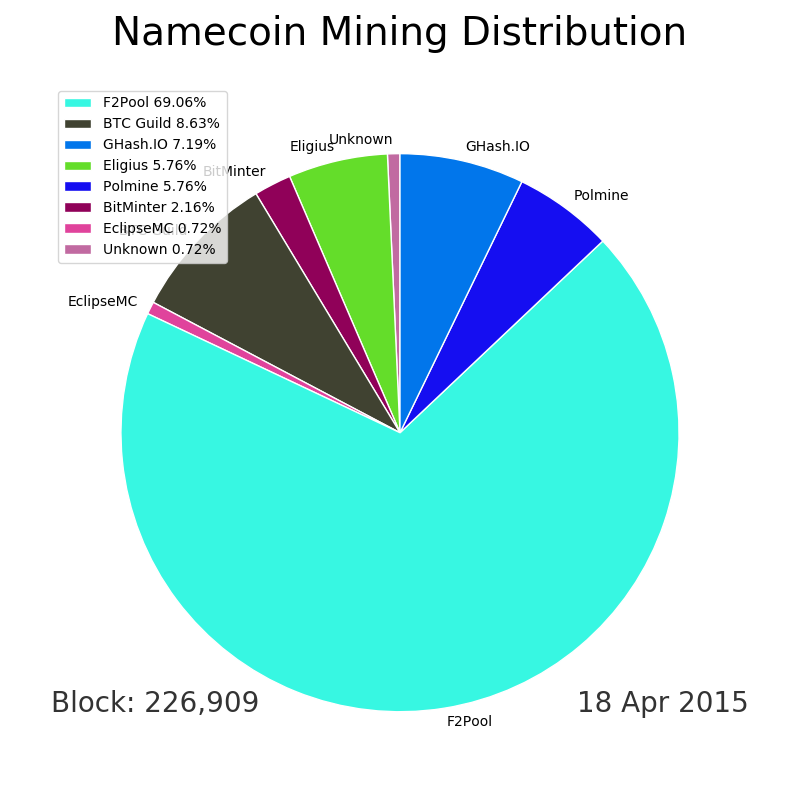 Namecoin Mining Distribution
F2Pool 69.06%
BTC Guild 8.63%
GHash.IO 7.19%
Eligius 5.76%
Polmine 5.76%
BitMinter 2.16%
EclipseMC 0.72%
Unknown 0.72%
Unknown
Eligius
GHash.IO
BitMinter
Polmine
EclipseMC
Block: 226,909
18 Apr 2015
F2Pool